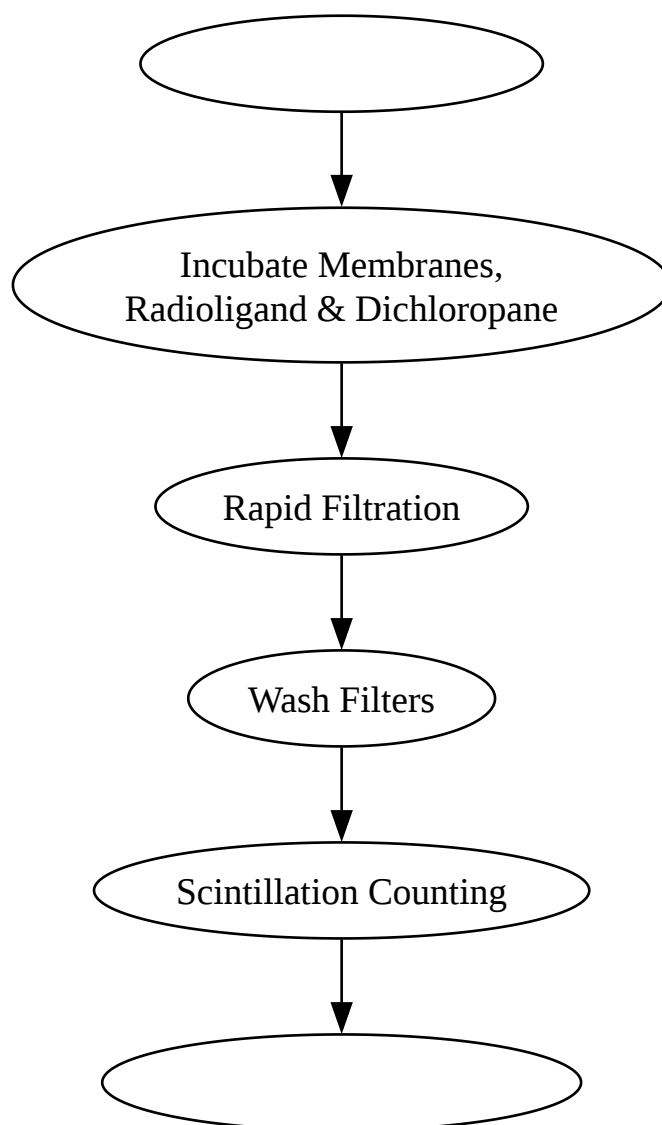 Incubate Membranes,
Radioligand & Dichloropane
Rapid Filtration
Wash Filters
Scintillation Counting